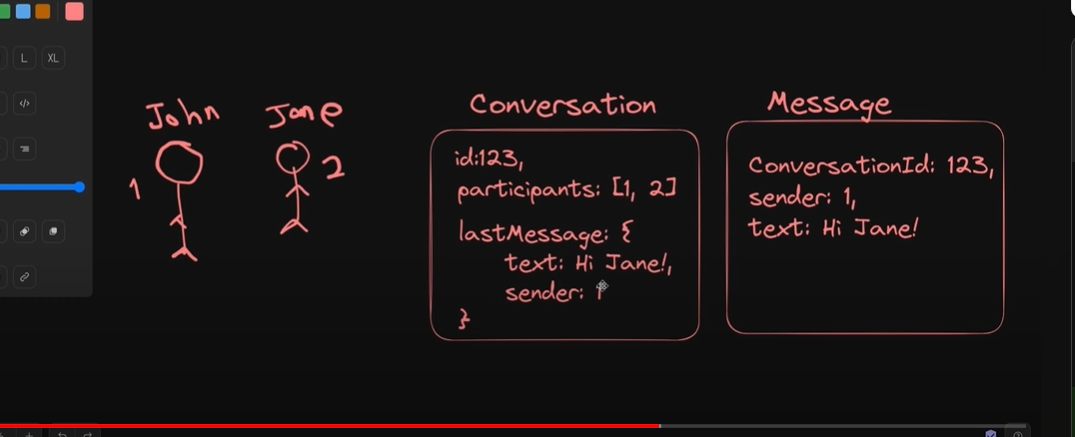 L XL
</>
John Jane
1 2
Conversation
id:123,
participants: [1, 2]
lastMessage: {
text: Hi Jane!,
sender: 1
}
Message
ConversationId: 123,
sender: 1,
text: Hi Jane!